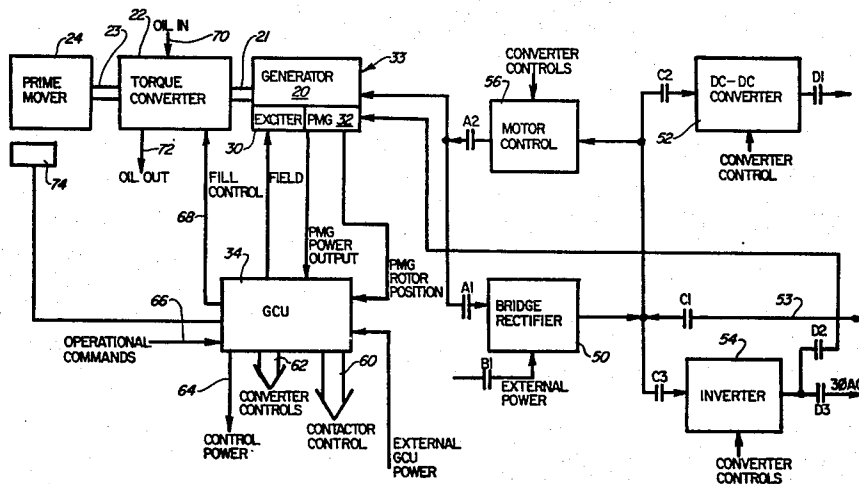 24
23
22
OIL IN
70
21
33
PRIME
MOVER
TORQUE
CONVERTER
GENERATOR
20
EXCITER
PMG 32
30
74
72
OIL OUT
FILL
CONTROL
68
FIELD
PMG
POWER
OUTPUT
PMG
ROTOR
POSITION
34
GCU
66
OPERATIONAL
COMMANDS
64
CONTROL
POWER
62
CONVERTER
CONTROLS
60
CONTACTOR
CONTROL
EXTERNAL
GCU
POWER
CONVERTER
CONTROLS
56
MOTOR
CONTROL
A2
C2
DC-DC
CONVERTER
52
D1
CONVERTER
CONTROL
A1
BRIDGE
RECTIFIER
50
B1
EXTERNAL
POWER
C1
53
C3
54
INVERTER
D2
3ØAC
D3
CONVERTER
CONTROLS